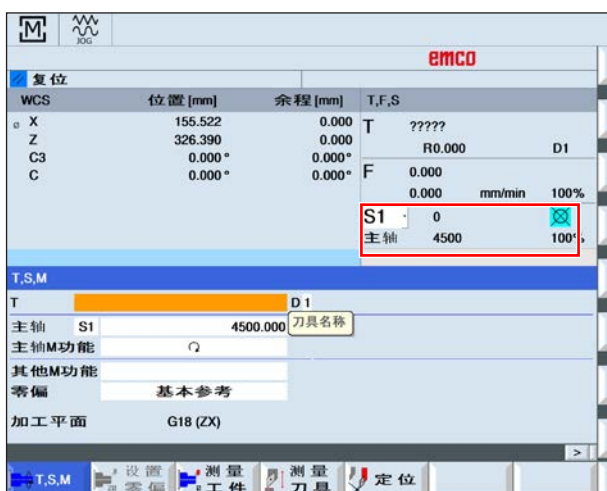 M
JOG
emco
复位
WCS 位置[mm] 余程[mm] T,F,S
ø X 155.522 0.000 T ?????
Z 326.390 0.000 R0.000 D1
C3 0.000° 0.000° F 0.000
C 0.000° 0.000° 0.000 mm/min 100%
S1 0
主轴 4500 100%
T,S,M
T D 1
刀具名称
主轴 S1 4500.000
主轴M功能
其他M功能
零偏 基本参考
加工平面 G18 (ZX)
>
T,S,M 设置零偏 测量工件 测量刀具 定位